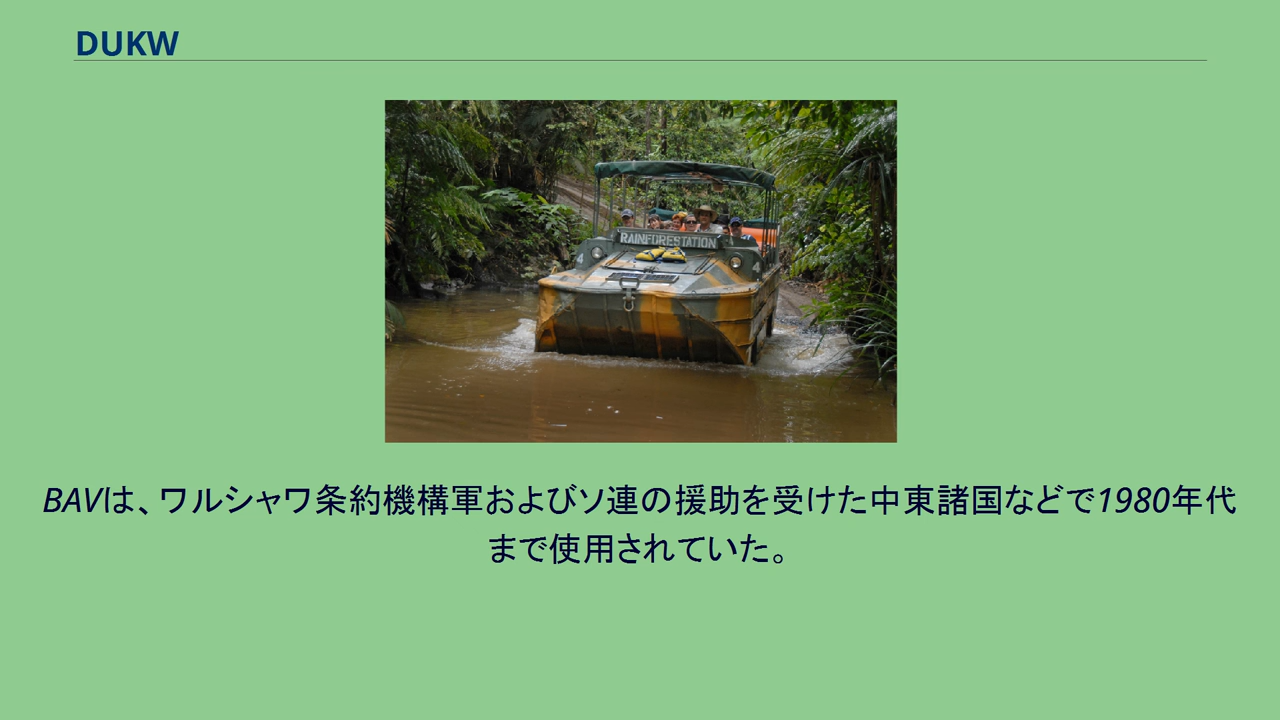 DUKW
RAINFORESTATION
4
4
BAVは、ワルシャワ条約機構軍およびソ連の援助を受けた中東諸国などで1980年代
まで使用されていた。